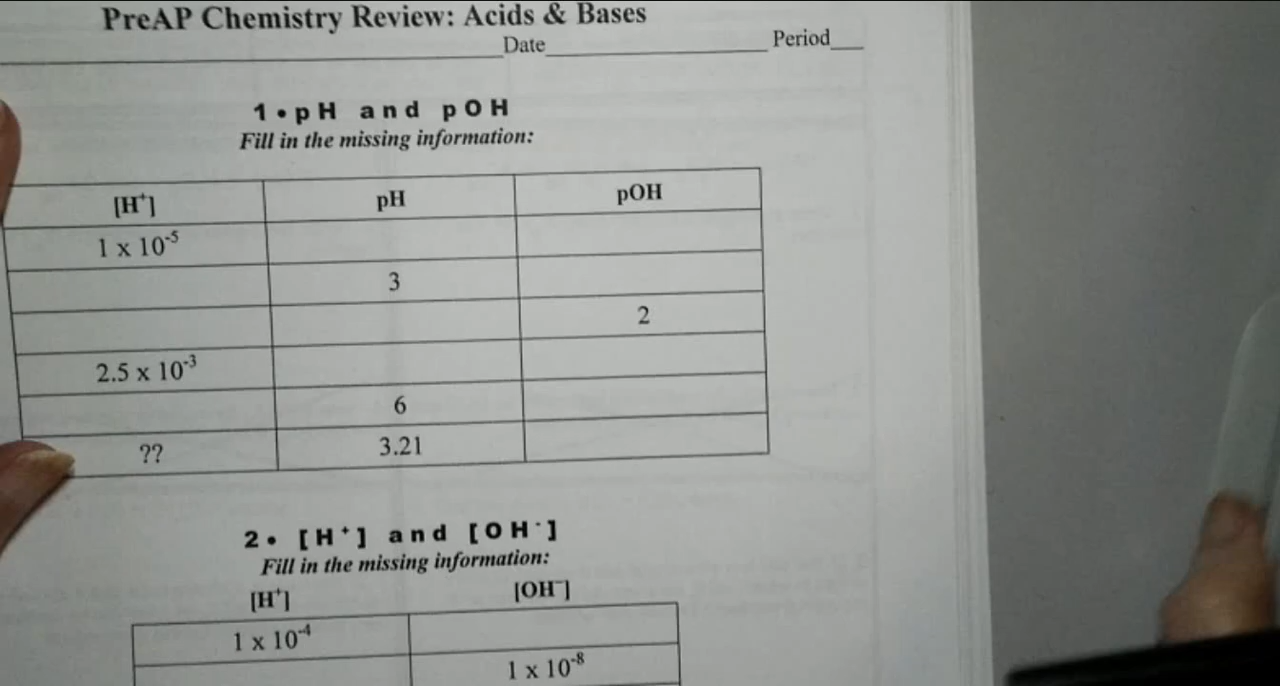 PreAP Chemistry Review: Acids & Bases
Date Period
1•pH and pOH
Fill in the missing information:
[H⁺] pH pOH
1 x 10⁻⁵
3
2
2.5 x 10⁻³
6
?? 3.21
2• [H⁺] and [OH⁻]
Fill in the missing information:
[H⁺] [OH⁻]
1 x 10⁻⁴
1 x 10⁻⁸